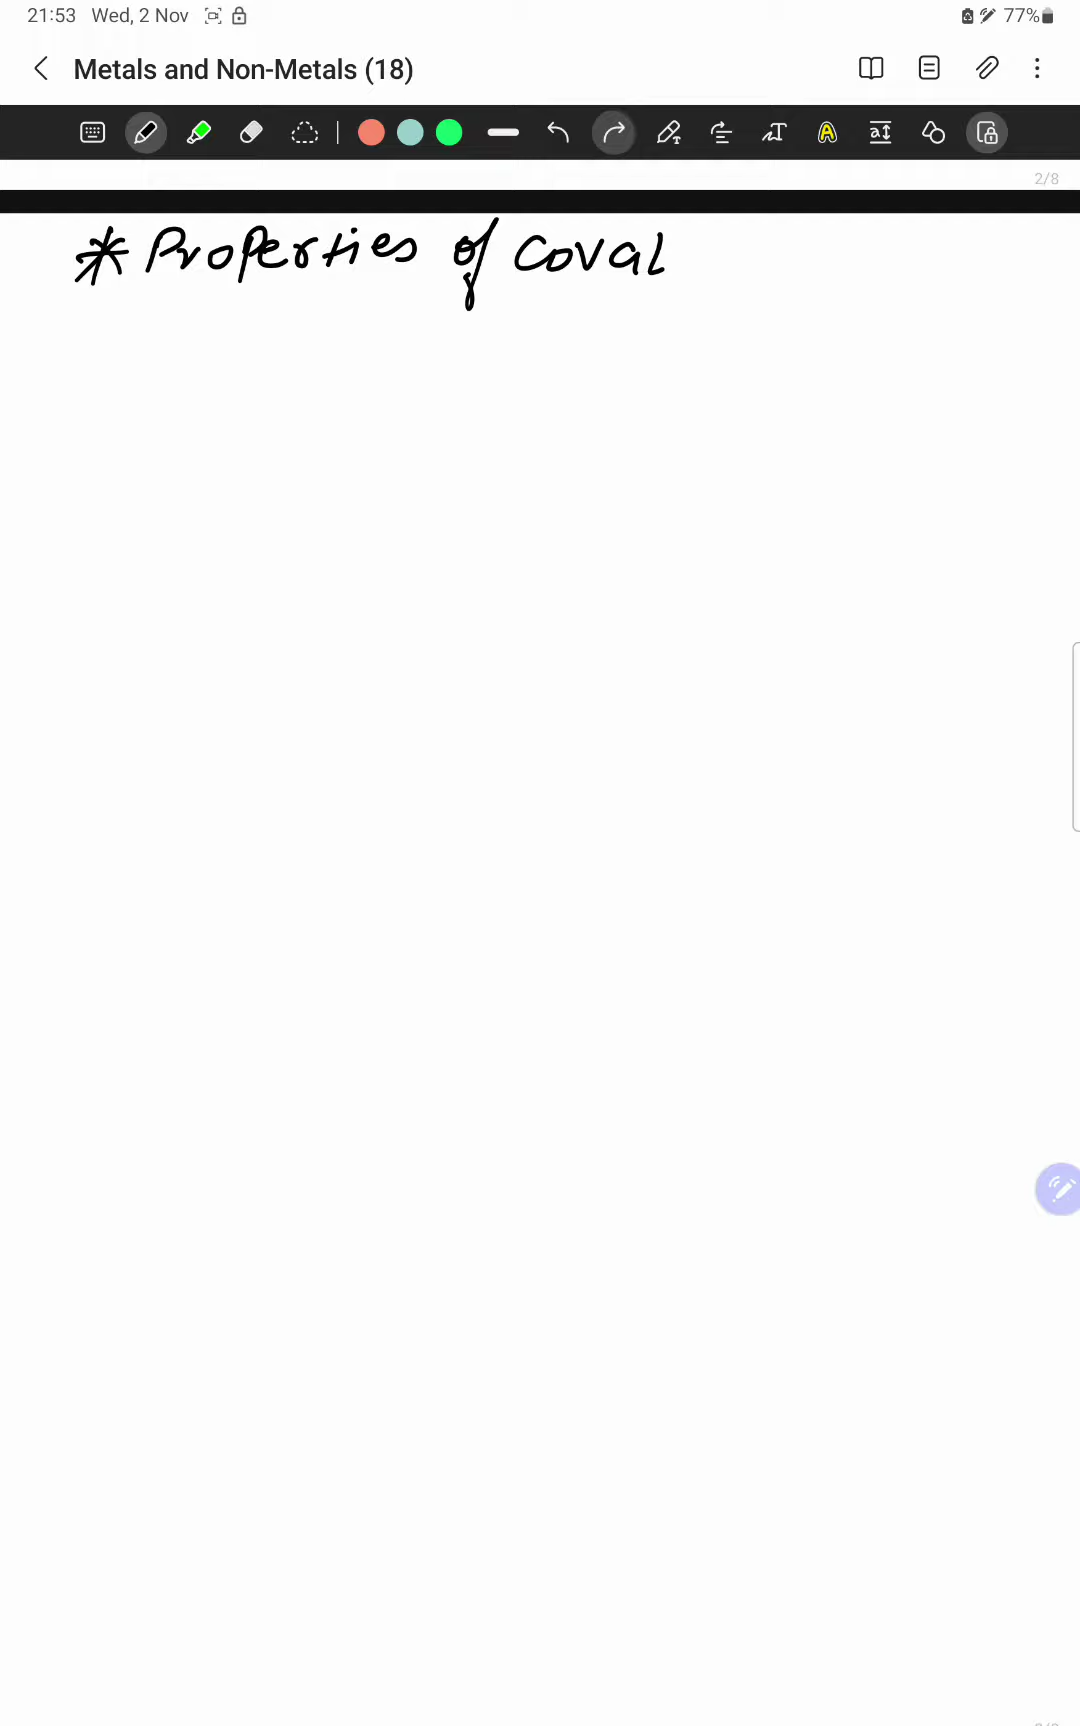 21:53 Wed, 2 Nov 77%
Metals and Non-Metals (18)
2/8
* Properties of Coval